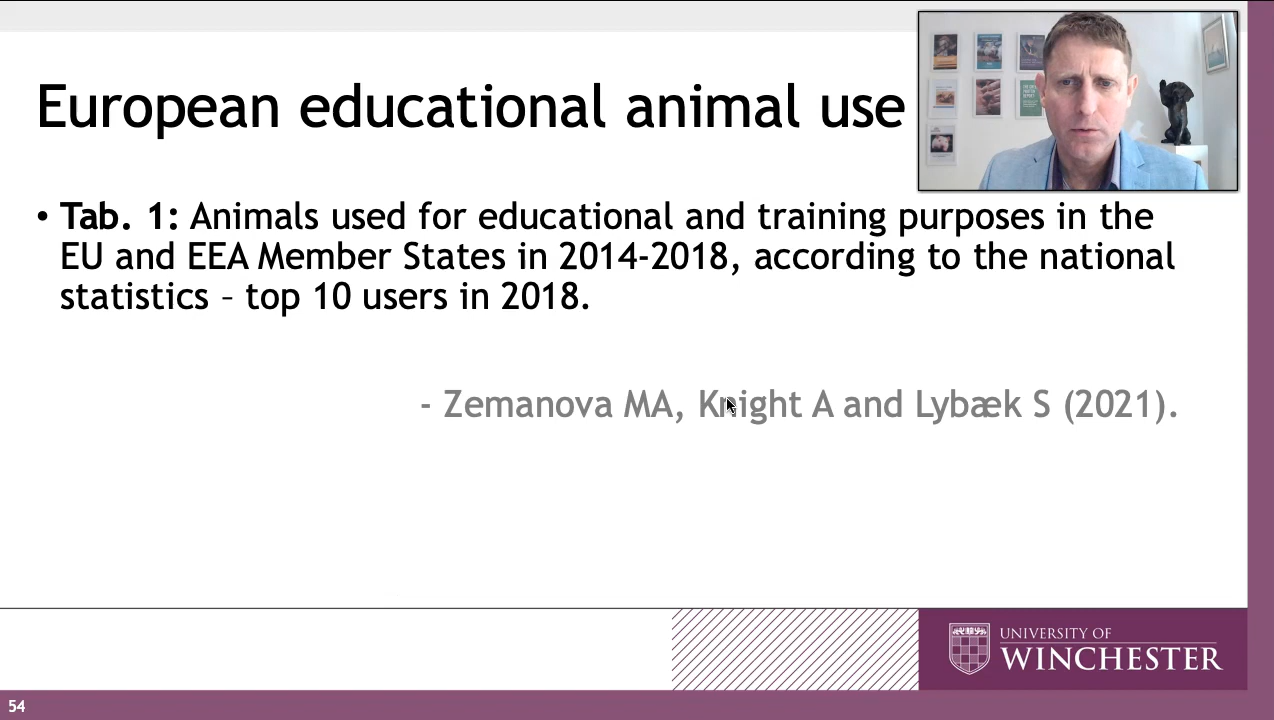 European educational animal use
• Tab. 1: Animals used for educational and training purposes in the
EU and EEA Member States in 2014-2018, according to the national
statistics – top 10 users in 2018.
- Zemanova MA, Knight A and Lybæk S (2021).
UNIVERSITY OF
WINCHESTER
54